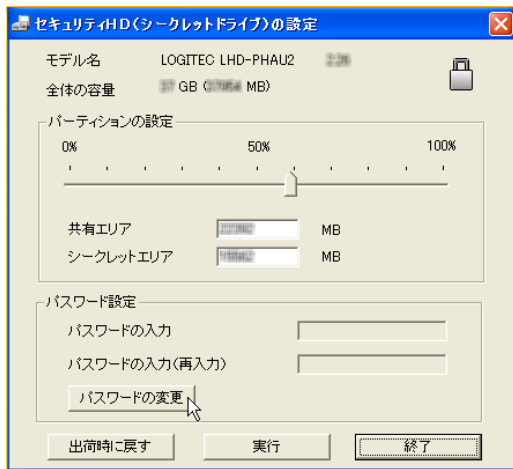 セキュリティHD(シークレットドライブ)の設定
モデル名 LOGITEC LHD-PHAU2
全体の容量 GB ( MB)
パーティションの設定
0% 50% 100%
共有エリア MB
シークレットエリア MB
パスワード設定
パスワードの入力
パスワードの入力(再入力)
パスワードの変更
出荷時に戻す 実行 終了